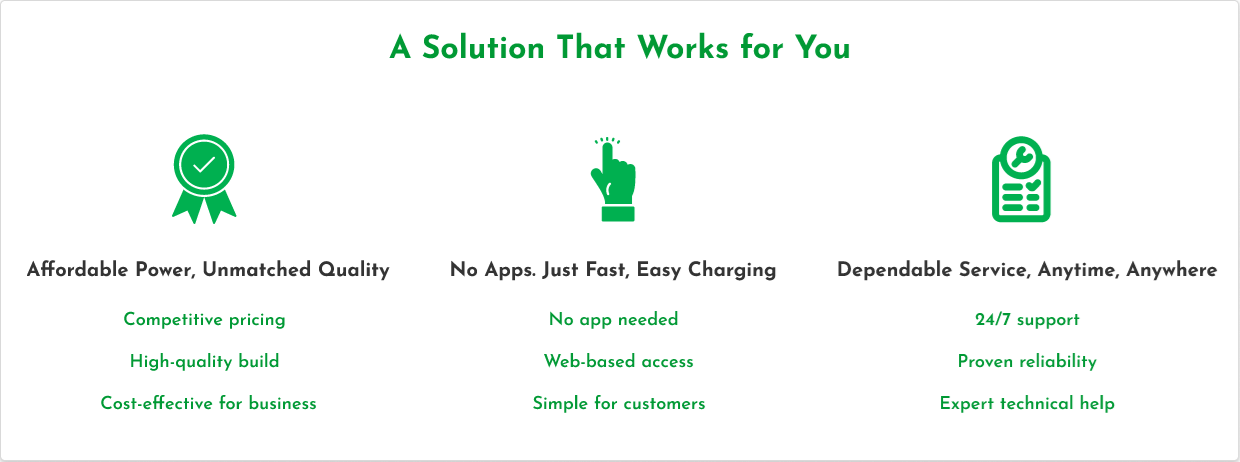 A Solution That Works for You
Affordable Power, Unmatched Quality
Competitive pricing
High-quality build
Cost-effective for business
No Apps. Just Fast, Easy Charging
No app needed
Web-based access
Simple for customers
Dependable Service, Anytime, Anywhere
24/7 support
Proven reliability
Expert technical help